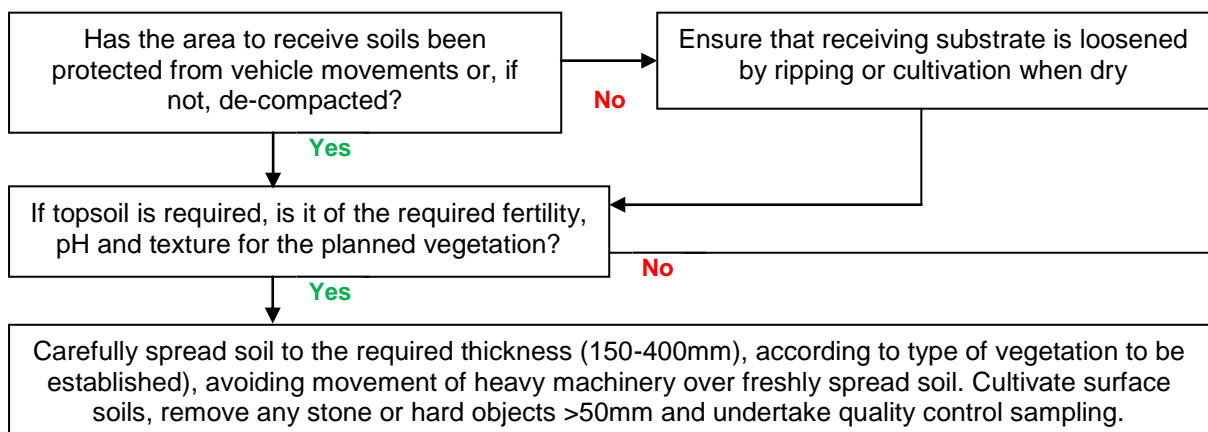 Has the area to receive soils been
protected from vehicle movements or, if
not, de-compacted?
Ensure that receiving substrate is loosened
by ripping or cultivation when dry
No
Yes
If topsoil is required, is it of the required fertility,
pH and texture for the planned vegetation?
No
Yes
Carefully spread soil to the required thickness (150-400mm), according to type of vegetation to be
established), avoiding movement of heavy machinery over freshly spread soil. Cultivate surface
soils, remove any stone or hard objects >50mm and undertake quality control sampling.